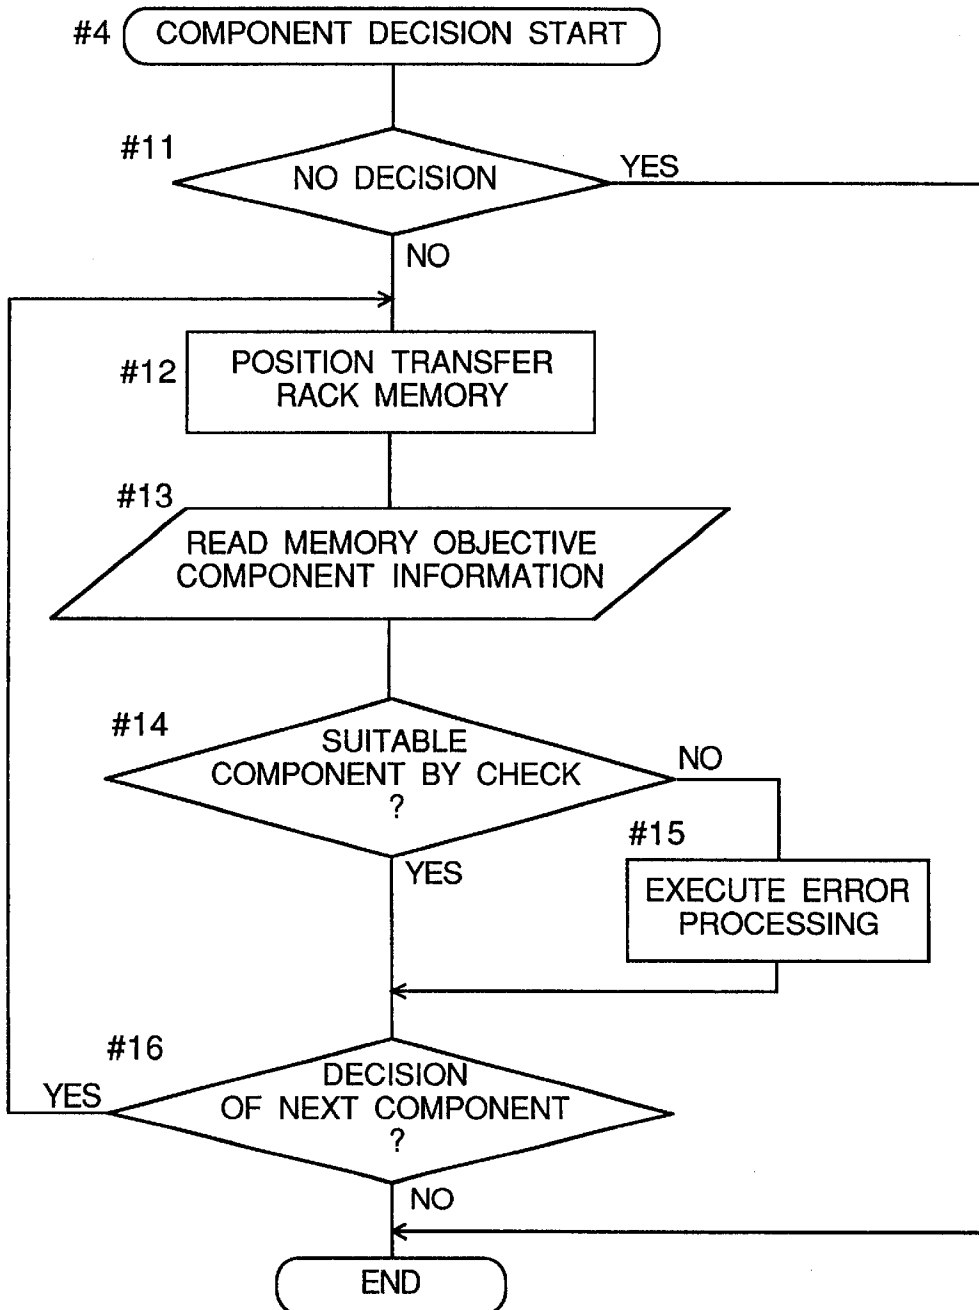 #4 COMPONENT DECISION START
#11
NO DECISION
YES
NO
#12
POSITION TRANSFER
RACK MEMORY
#13
READ MEMORY OBJECTIVE
COMPONENT INFORMATION
#14
SUITABLE
COMPONENT BY CHECK
?
NO
YES
#15
EXECUTE ERROR
PROCESSING
#16
DECISION
OF NEXT COMPONENT
?
YES
NO
END